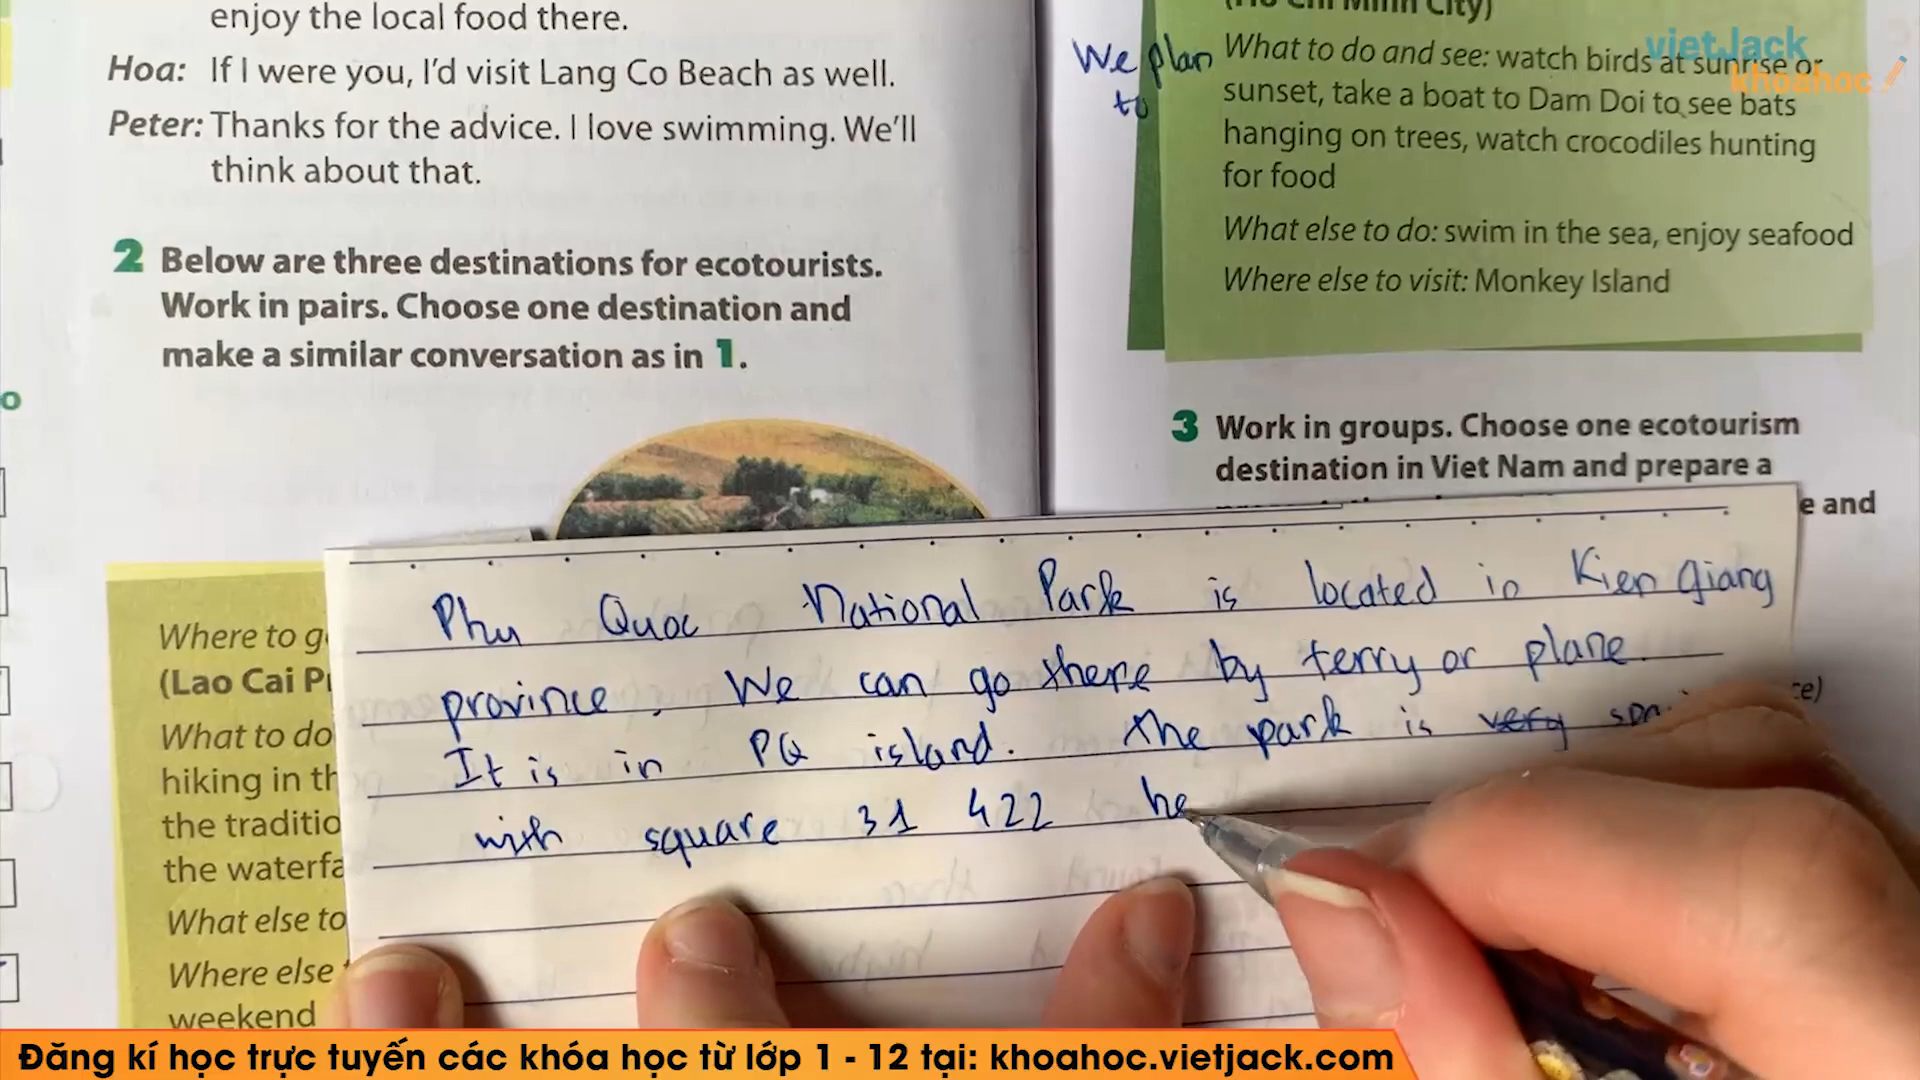 enjoy the local food there.
Hoa: If I were you, I'd visit Lang Co Beach as well.
Peter: Thanks for the advice. I love swimming. We'll
think about that.
2 Below are three destinations for ecotourists.
Work in pairs. Choose one destination and
make a similar conversation as in 1.
Where to g
(Lao Cai P
What to do
hiking in th
the traditio
the waterfa
What else to
Where else
weekend
We plan
to
(Ho Chi Minh City)
What to do and see: watch birds at sunrise or
sunset, take a boat to Dam Doi to see bats
hanging on trees, watch crocodiles hunting
for food
What else to do: swim in the sea, enjoy seafood
Where else to visit: Monkey Island
vietJack
khoahoc
3 Work in groups. Choose one ecotourism
destination in Viet Nam and prepare a
e and
Phu Quoc National Park is located in Kien Giang
province. We can go there by ferry or plane.
It is in PQ island. The park is very
with square 31 422 he
Đăng kí học trực tuyến các khóa học từ lớp 1 - 12 tại: khoahoc.vietjack.com